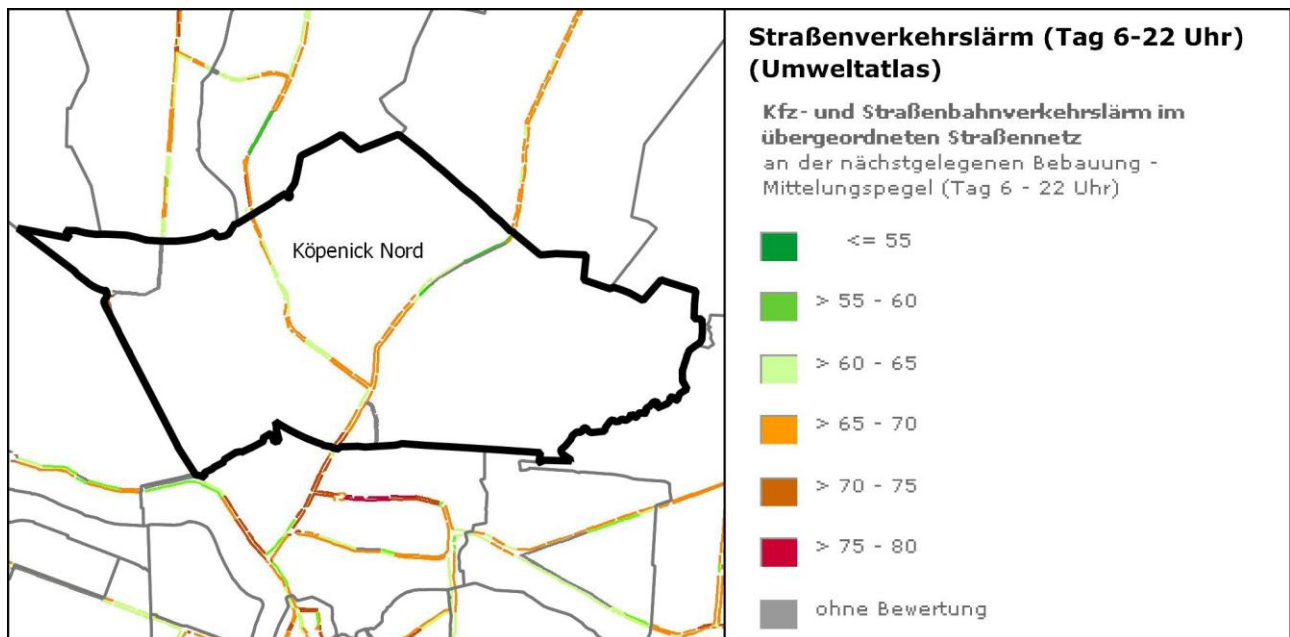 Köpenick Nord
Straßenverkehrslärm (Tag 6-22 Uhr)
(Umweltatlas)
Kfz- und Straßenbahnverkehrslärm im
übergeordneten Straßennetz
an der nächstgelegenen Bebauung -
Mittelungspegel (Tag 6 - 22 Uhr)
<= 55
> 55 - 60
> 60 - 65
> 65 - 70
> 70 - 75
> 75 - 80
ohne Bewertung